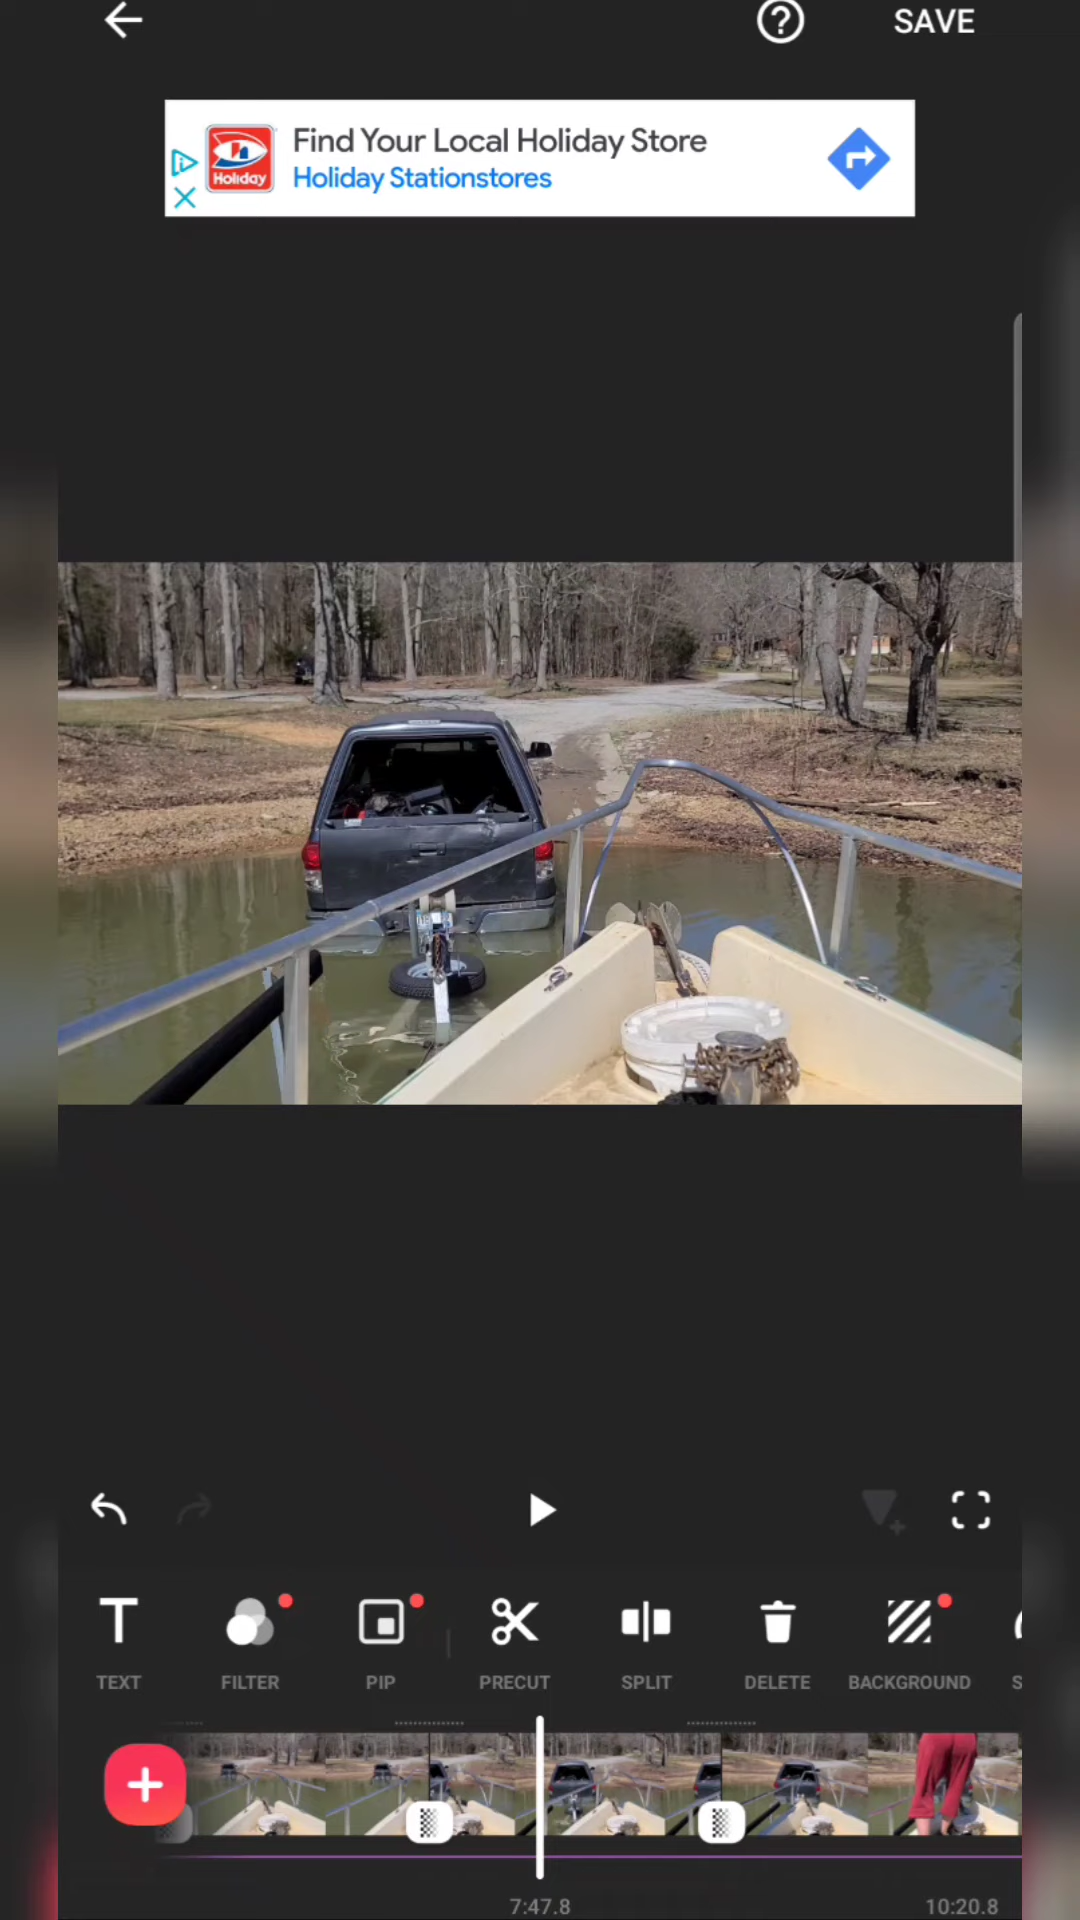 SAVE
Find Your Local Holiday Store
Holiday Stationstores
Holiday
TEXT
FILTER
PIP
PRECUT
SPLIT
DELETE
BACKGROUND
S
7:47.8
10:20.8